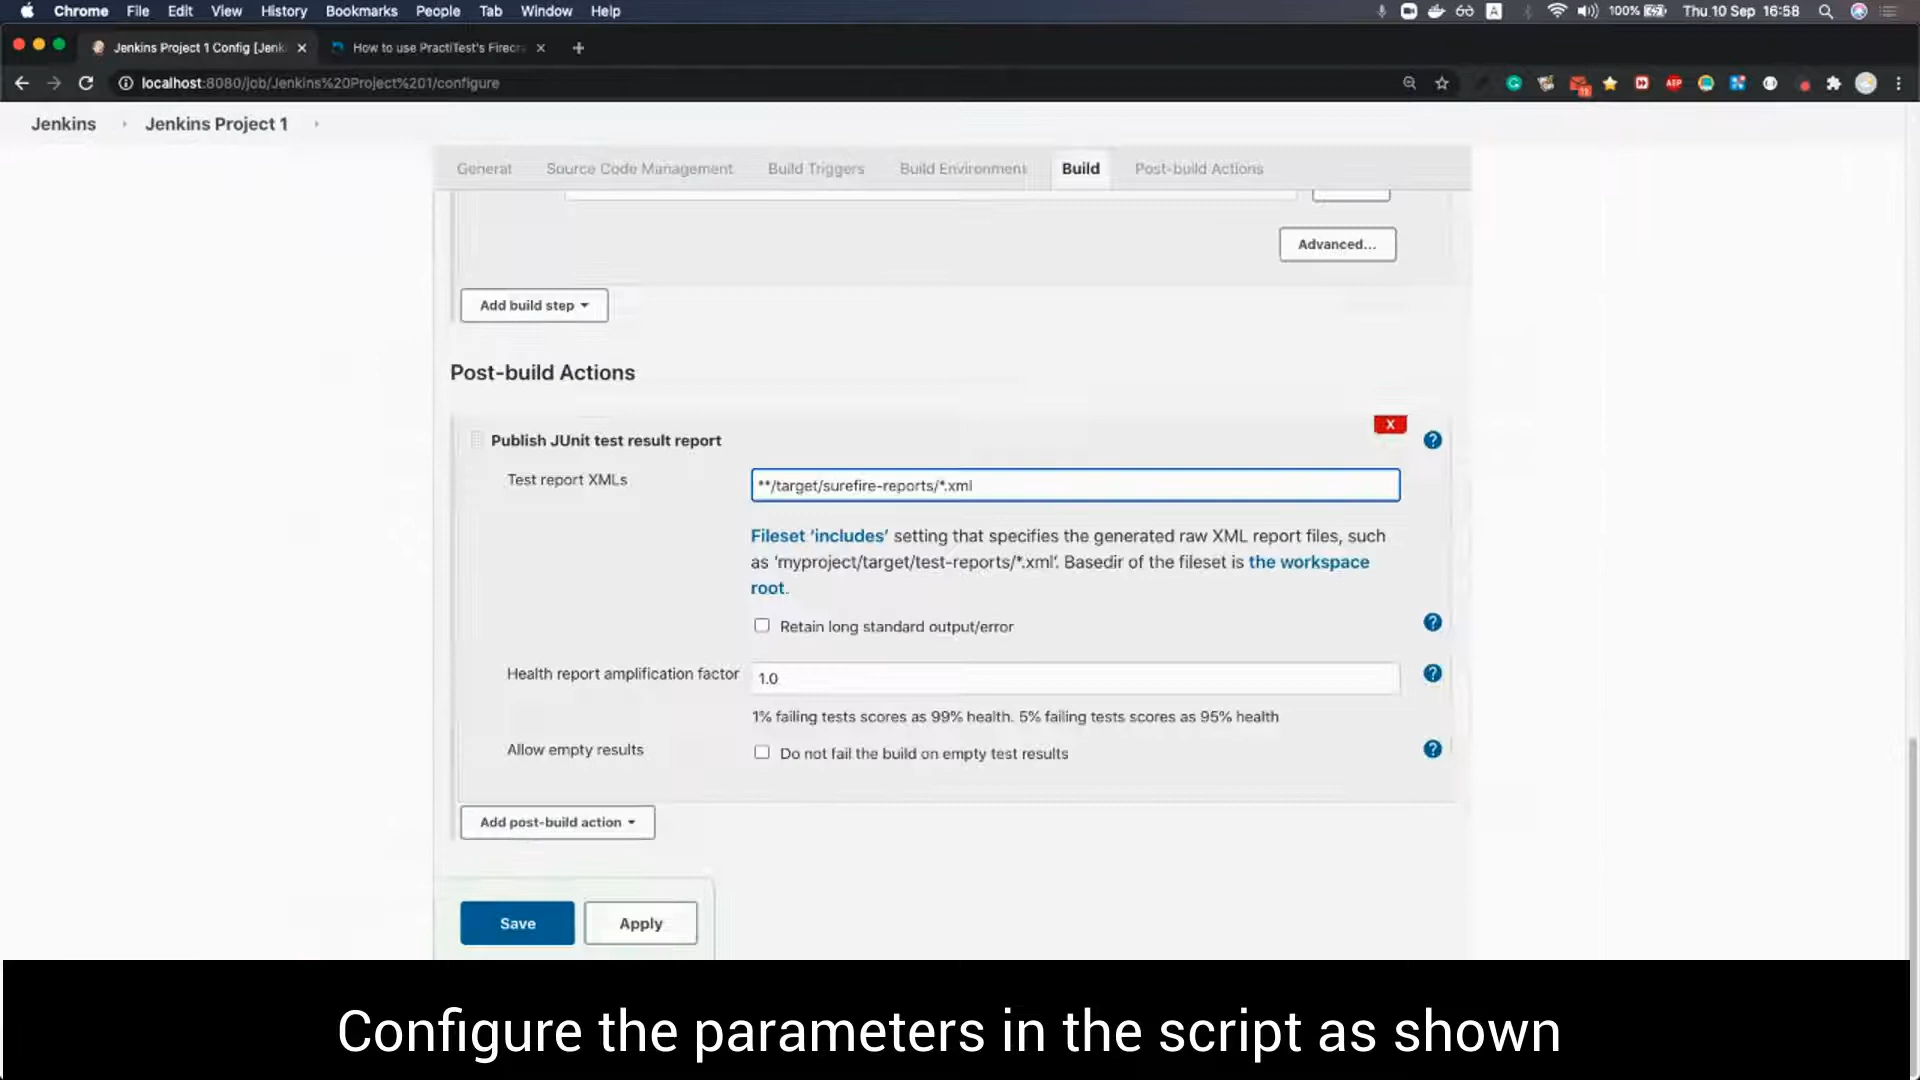 Chrome File Edit View History Bookmarks People Tab Window Help
100% Thu 10 Sep 16:58
Jenkins Project 1 Config [Jenk
How to use PractiTest's Firecr
localhost:8080/job/Jenkins%20Project%201/configure
Jenkins Jenkins Project 1
General Source Code Management Build Triggers Build Environment Build Post-build Actions
Advanced...
Add build step
Post-build Actions
X
Publish JUnit test result report
Test report XMLs
**/target/surefire-reports/*.xml
Fileset ‘includes’ setting that specifies the generated raw XML report files, such
as ‘myproject/target/test-reports/*.xml’. Basedir of the fileset is the workspace
root.
Retain long standard output/error
Health report amplification factor
1.0
1% failing tests scores as 99% health. 5% failing tests scores as 95% health
Allow empty results
Do not fail the build on empty test results
Add post-build action
Save Apply
Configure the parameters in the script as shown